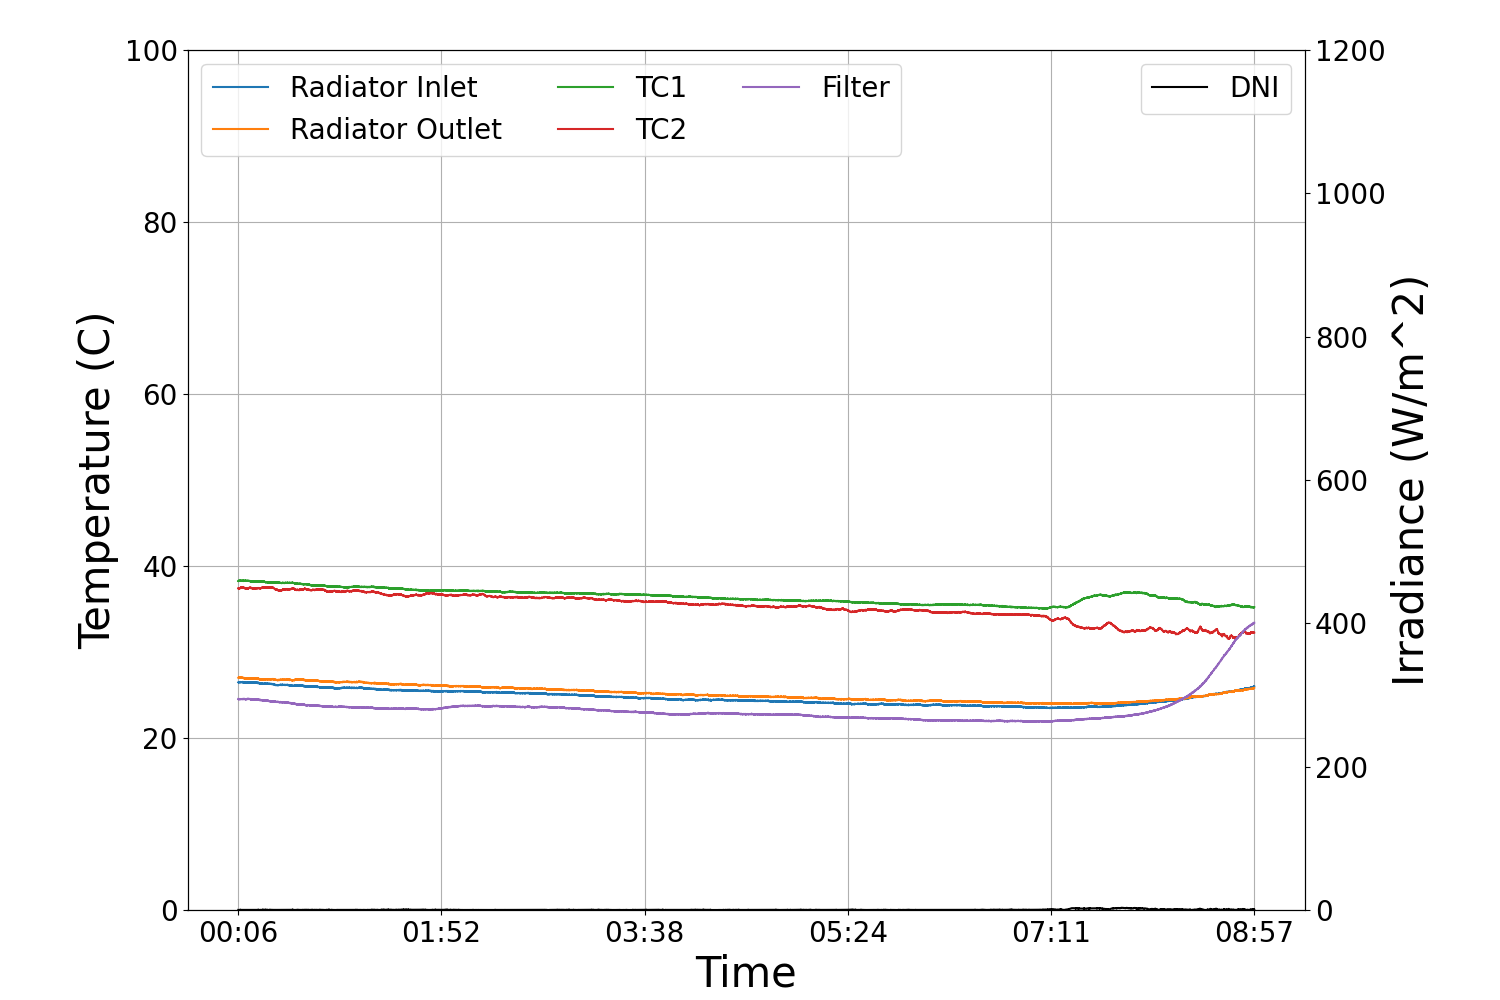 100
80
60
40
20
0
Temperature (C)
Radiator Inlet
Radiator Outlet
TC1
TC2
Filter
DNI
1200
1000
800
600
400
200
0
Irradiance (W/m^2)
00:06 01:52 03:38 05:24 07:11 08:57
Time